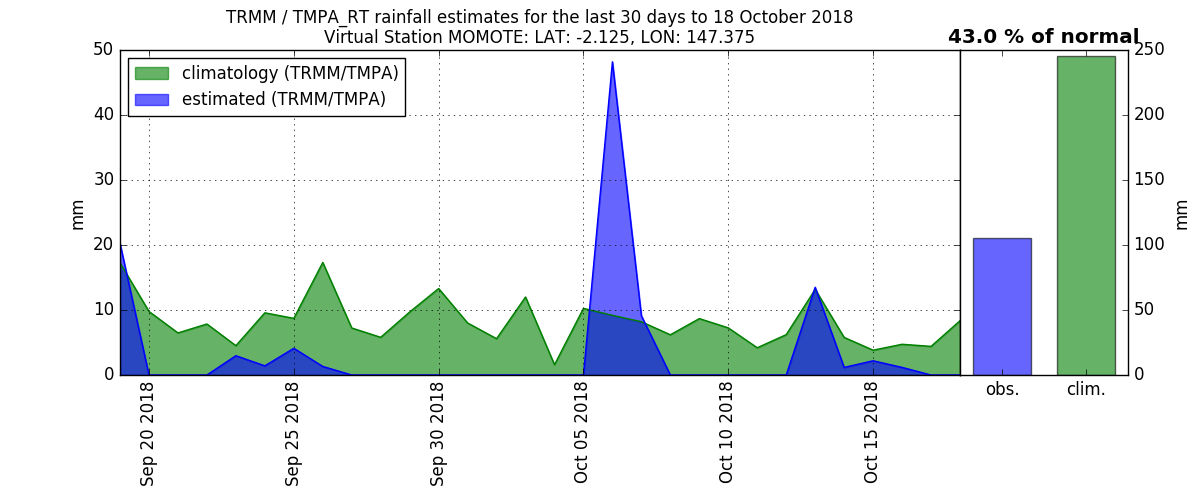 TRMM / TMPA_RT rainfall estimates for the last 30 days to 18 October 2018
Virtual Station MOMOTE: LAT: -2.125, LON: 147.375
43.0 % of normal
climatology (TRMM/TMPA)
estimated (TRMM/TMPA)
50
40
30
20
10
0
mm
Sep 20 2018
Sep 25 2018
Sep 30 2018
Oct 05 2018
Oct 10 2018
Oct 15 2018
obs.
clim.
250
200
150
100
50
0
mm